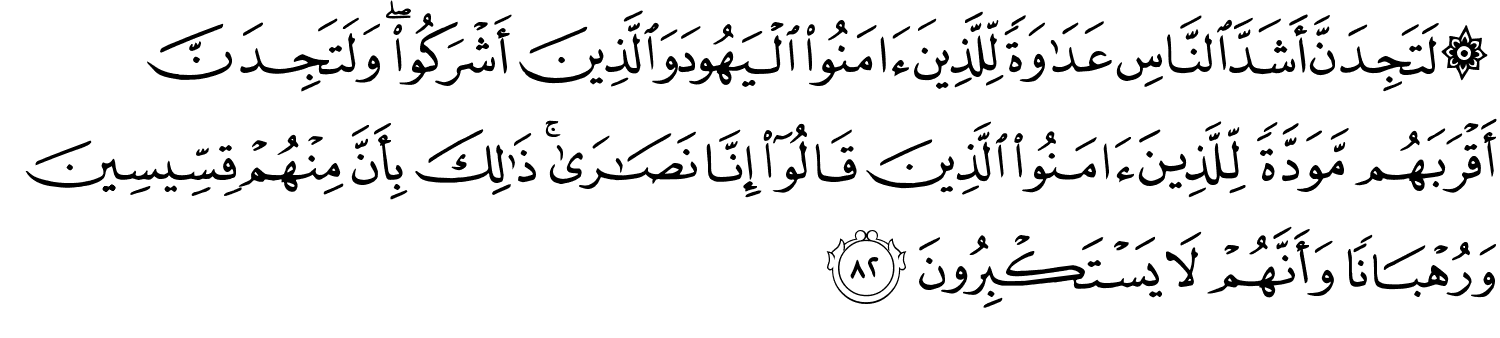 ۞ لَتَجِدَنَّ أَشَدَّ ٱلنَّاسِ عَدَٰوَةً لِّلَّذِينَ ءَامَنُوا۟ ٱلْيَهُودَ وَٱلَّذِينَ أَشْرَكُوا۟ ۖ وَلَتَجِدَنَّ
أَقْرَبَهُم مَّوَدَّةً لِّلَّذِينَ ءَامَنُوا۟ ٱلَّذِينَ قَالُوٓا۟ إِنَّا نَصَٰرَىٰ ۚ ذَٰلِكَ بِأَنَّ مِنْهُمْ قِسِّيسِينَ
وَرُهْبَانًا وَأَنَّهُمْ لَا يَسْتَكْبِرُونَ ٨٢